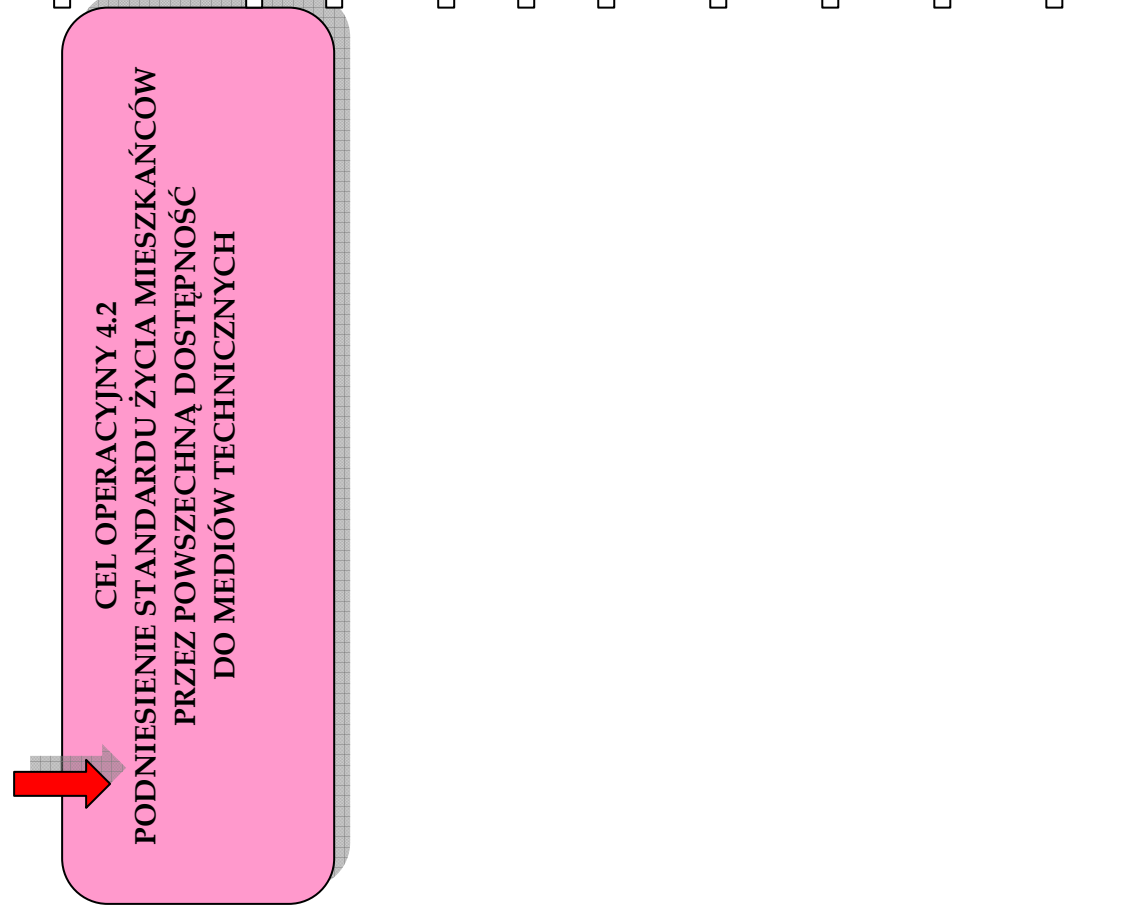 CEL OPERACYJNY 4.2
PODNIESIENIE STANDARDU ŻYCIA MIESZKAŃCÓW
PRZEZ POWSZECHNĄ DOSTĘPNOŚĆ
DO MEDIÓW TECHNICZNYCH